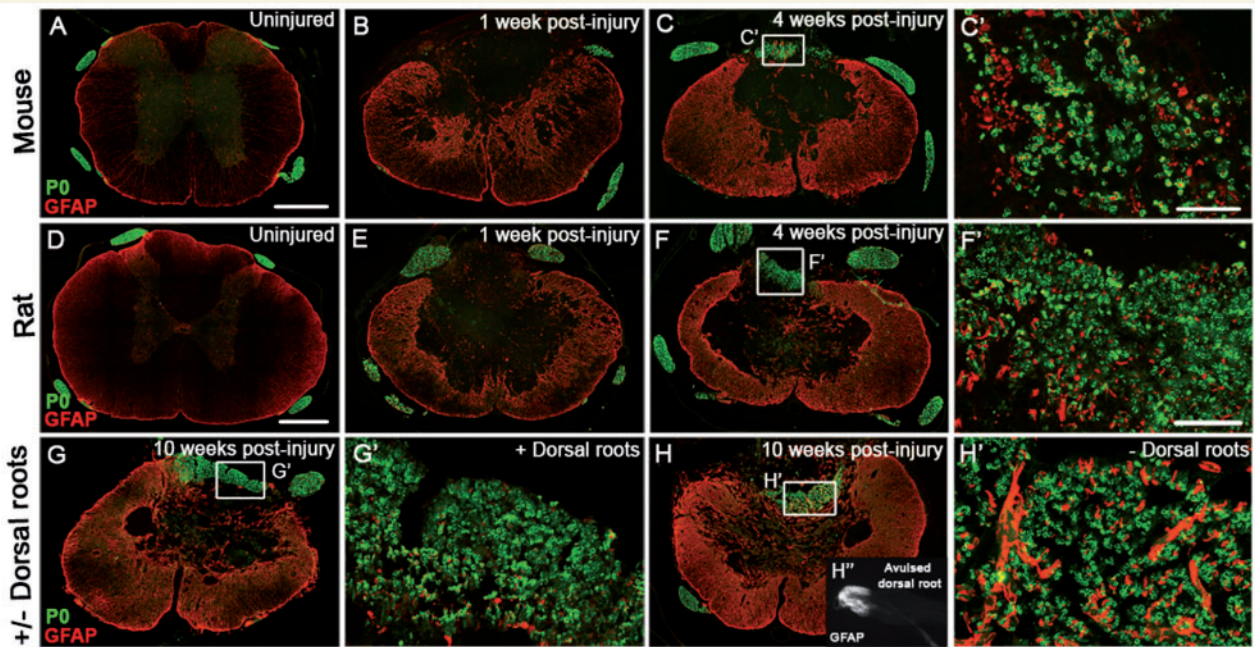 Mouse
A
Uninjured
P0
GFAP
B
1 week post-injury
C
4 weeks post-injury
C'
C'
Rat
D
Uninjured
P0
GFAP
E
1 week post-injury
F
4 weeks post-injury
F'
F'
+/- Dorsal roots
G
10 weeks post-injury
G'
P0
GFAP
G'
+ Dorsal roots
H
10 weeks post-injury
H'
H''
Avulsed
dorsal root
GFAP
H'
- Dorsal roots